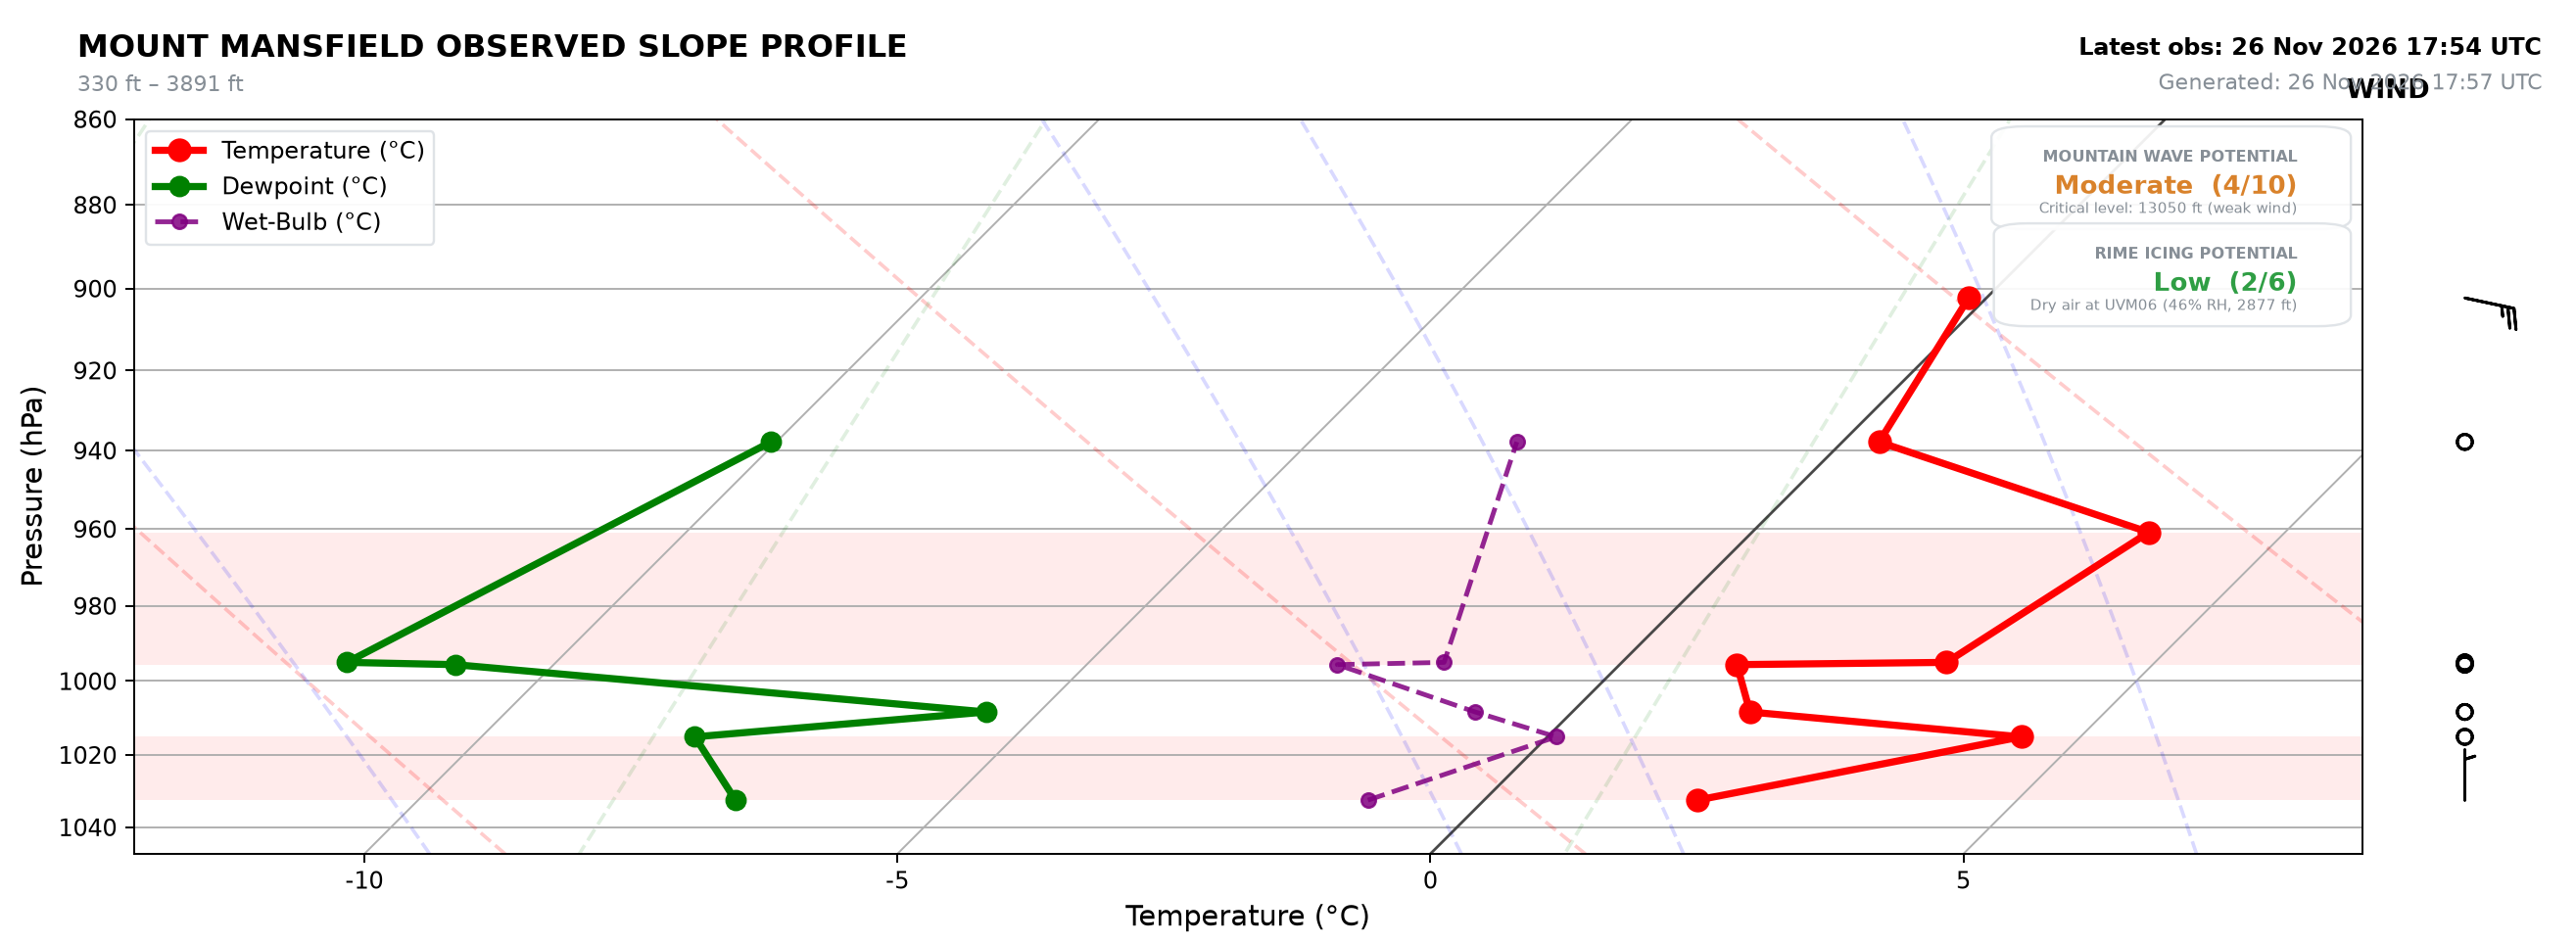 MOUNT MANSFIELD OBSERVED SLOPE PROFILE
330 ft – 3891 ft
Latest obs: 26 Nov 2026 17:54 UTC
Generated: 26 Nov 2026 17:57 UTC
WIND
Temperature (°C)
Dewpoint (°C)
Wet-Bulb (°C)
MOUNTAIN WAVE POTENTIAL
Moderate (4/10)
Critical level: 13050 ft (weak wind)
RIME ICING POTENTIAL
Low (2/6)
Dry air at UVM06 (46% RH, 2877 ft)
Pressure (hPa)
860
880
900
920
940
960
980
1000
1020
1040
-10
-5
0
5
Temperature (°C)